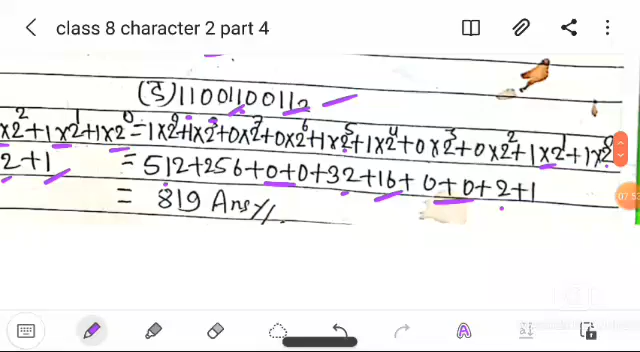 class 8 character 2 part 4
(ङ) 1100110011₂
×2²+1×2¹+1×2⁰ =1×2⁹+1×2⁸+0×2⁷+0×2⁶+1×2⁵+1×2⁴+0×2³+0×2²+1×2¹+1×2⁰
2+1 =512+256+0+0+32+16+0+0+2+1
= 819 Ans//.
07:53